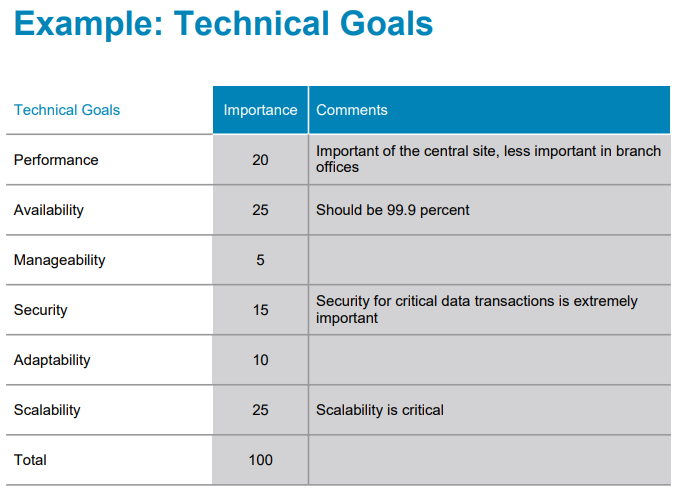 Example: Technical Goals
Technical Goals Importance Comments
Performance 20 Important of the central site, less important in branch
offices
Availability 25 Should be 99.9 percent
Manageability 5
Security 15 Security for critical data transactions is extremely
important
Adaptability 10
Scalability 25 Scalability is critical
Total 100